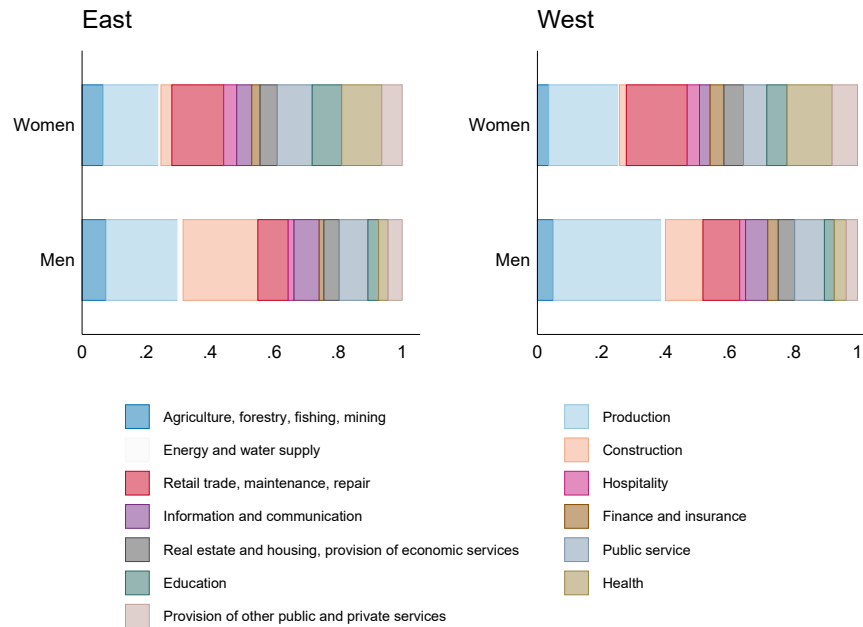 East
West
Women
Men
0 .2 .4 .6 .8 1
Women
Men
0 .2 .4 .6 .8 1
Agriculture, forestry, fishing, mining
Production
Energy and water supply
Construction
Retail trade, maintenance, repair
Hospitality
Information and communication
Finance and insurance
Real estate and housing, provision of economic services
Public service
Education
Health
Provision of other public and private services